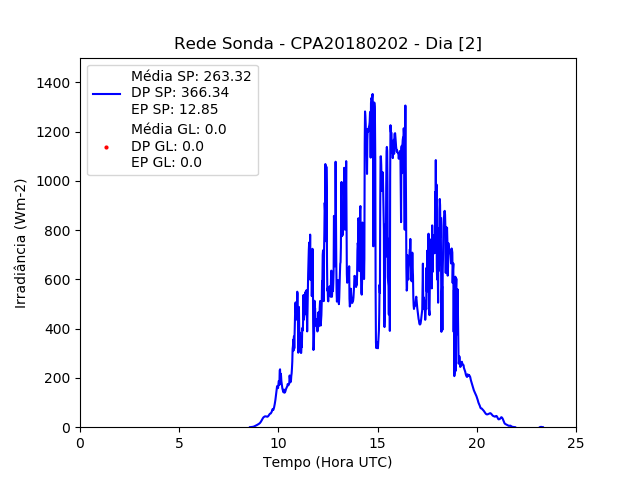 Rede Sonda - CPA20180202 - Dia [2]
Média SP: 263.32
DP SP: 366.34
EP SP: 12.85
Média GL: 0.0
DP GL: 0.0
EP GL: 0.0
Irradiância (Wm-2)
1400
1200
1000
800
600
400
200
0
0 5 10 15 20 25
Tempo (Hora UTC)